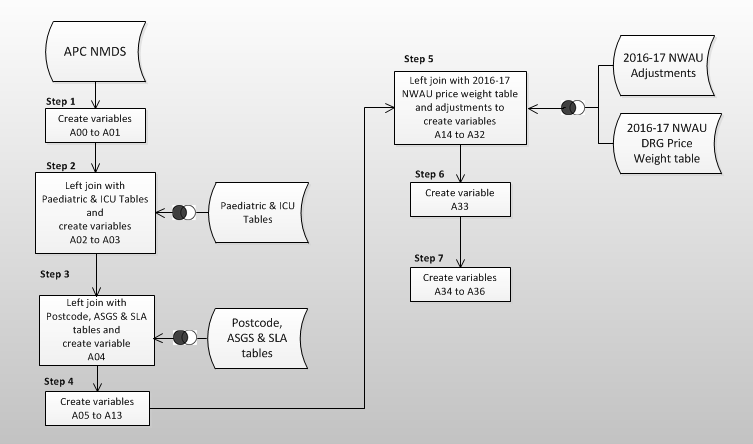 APC NMDS
Step 1
Create variables
A00 to A01
Step 2
Left join with
Paediatric & ICU Tables
and
create variables
A02 to A03
Paediatric & ICU
Tables
Step 3
Left join with
Postcode, ASGS & SLA
tables and
create variable
A04
Postcode,
ASGS & SLA
tables
Step 4
Create variables
A05 to A13
Step 5
Left join with 2016-17
NWAU price weight table
and adjustments to
create variables
A14 to A32
2016-17 NWAU
Adjustments
2016-17 NWAU
DRG Price
Weight table
Step 6
Create variable
A33
Step 7
Create variables
A34 to A36